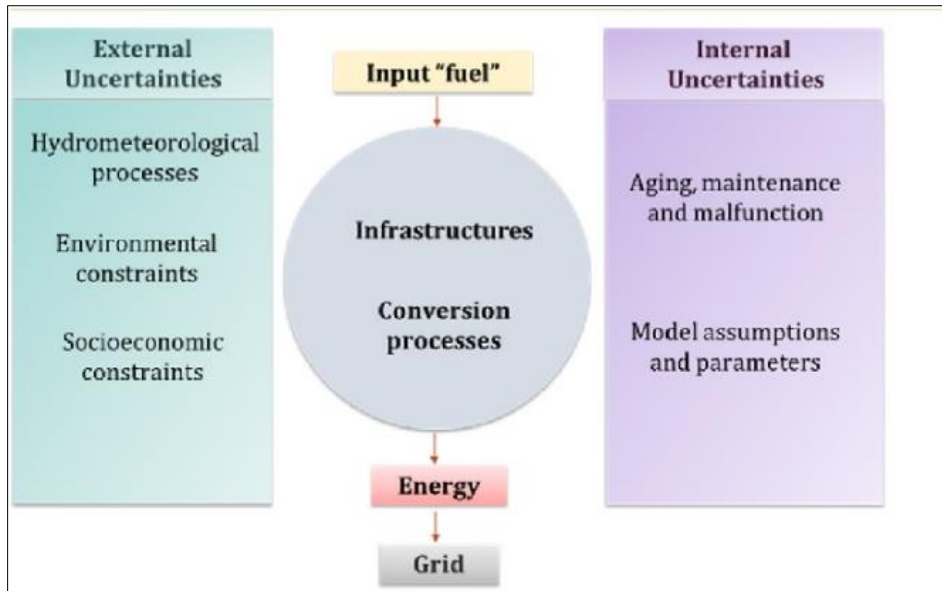 External
Uncertainties
Hydrometeorological
processes
Environmental
constraints
Socioeconomic
constraints
Input “fuel”
Infrastructures
Conversion
processes
Energy
Grid
Internal
Uncertainties
Aging, maintenance
and malfunction
Model assumptions
and parameters